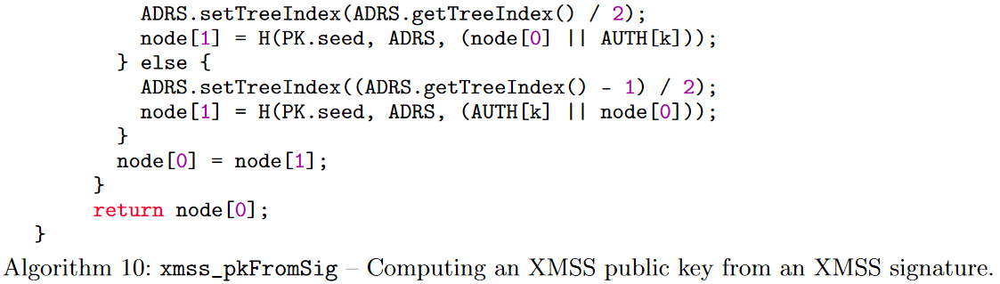 ADRS.setTreeIndex(ADRS.getTreeIndex() / 2);
node[1] = H(PK.seed, ADRS, (node[0] || AUTH[k]));
} else {
ADRS.setTreeIndex((ADRS.getTreeIndex() - 1) / 2);
node[1] = H(PK.seed, ADRS, (AUTH[k] || node[0]));
}
node[0] = node[1];
}
return node[0];
}
Algorithm 10: xmss_pkFromSig – Computing an XMSS public key from an XMSS signature.